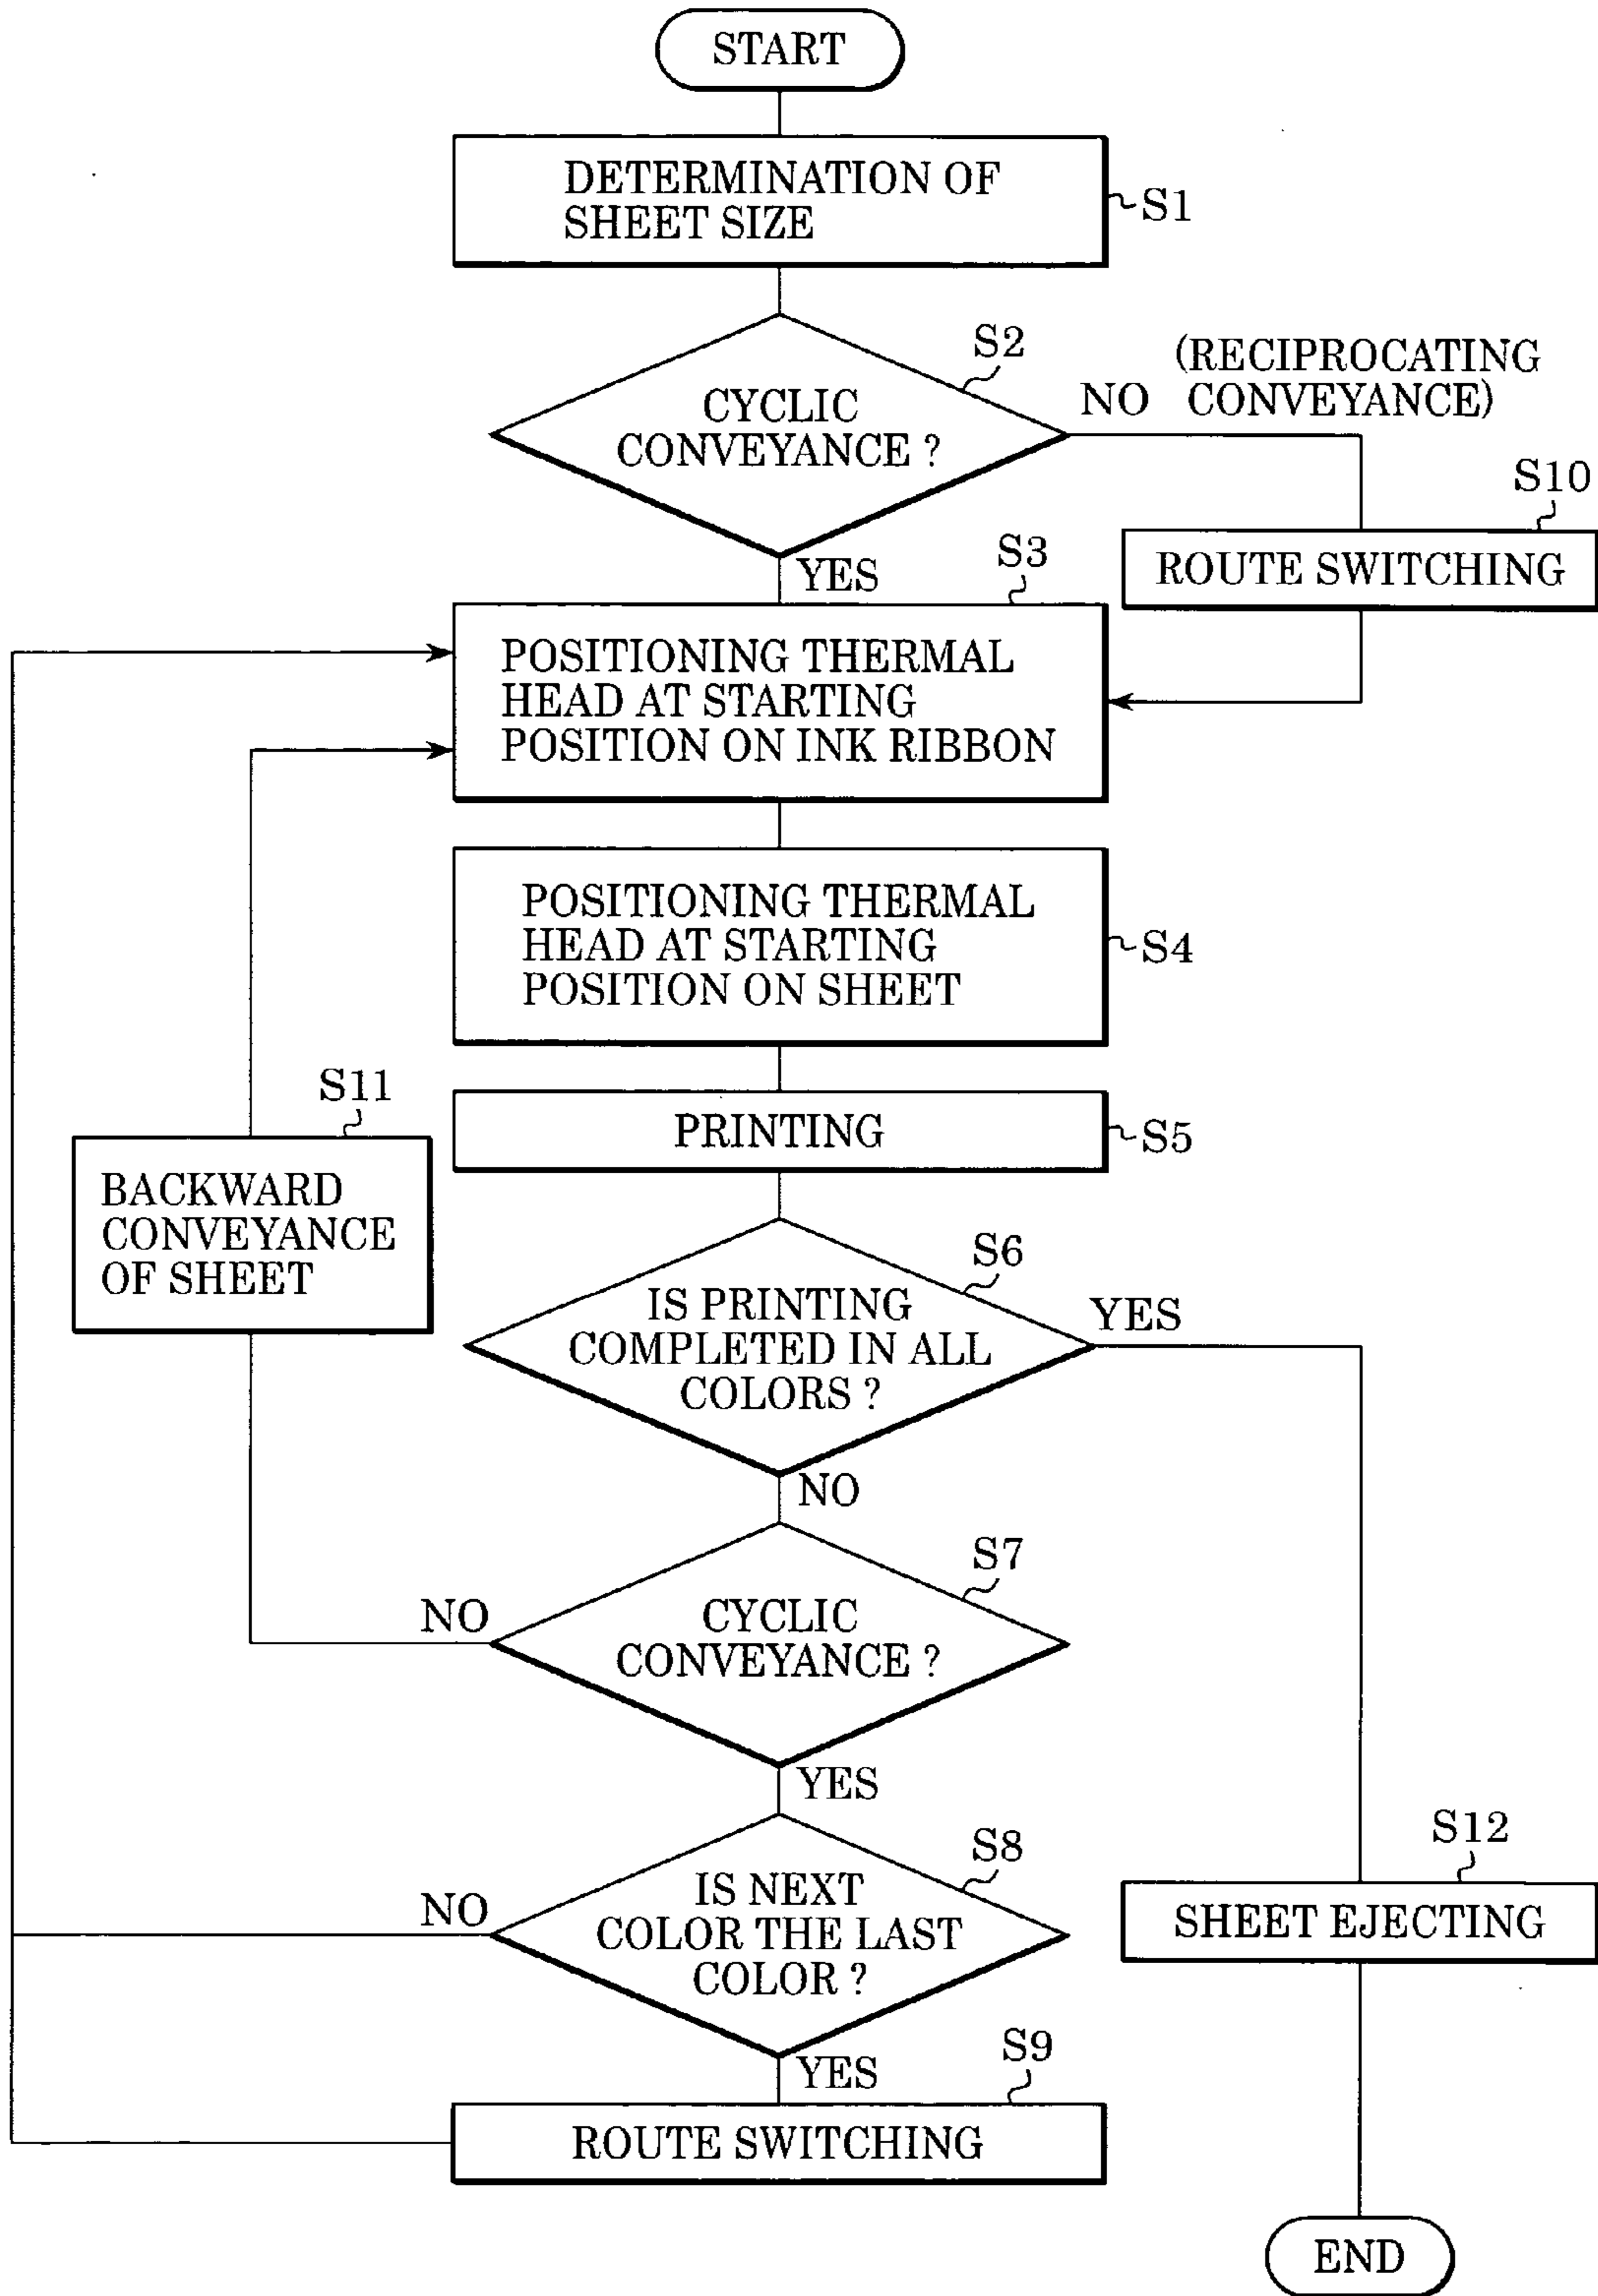 START
DETERMINATION OF
SHEET SIZE
S1
S2
CYCLIC
CONVEYANCE ?
(RECIPROCATING
NO CONVEYANCE)
S10
ROUTE SWITCHING
YES
S3
POSITIONING THERMAL
HEAD AT STARTING
POSITION ON INK RIBBON
POSITIONING THERMAL
HEAD AT STARTING
POSITION ON SHEET
S4
PRINTING
S5
S11
BACKWARD
CONVEYANCE
OF SHEET
S6
IS PRINTING
COMPLETED IN ALL
COLORS ?
YES
NO
S7
CYCLIC
CONVEYANCE ?
NO
YES
S8
IS NEXT
COLOR THE LAST
COLOR ?
NO
S12
SHEET EJECTING
YES
S9
ROUTE SWITCHING
END